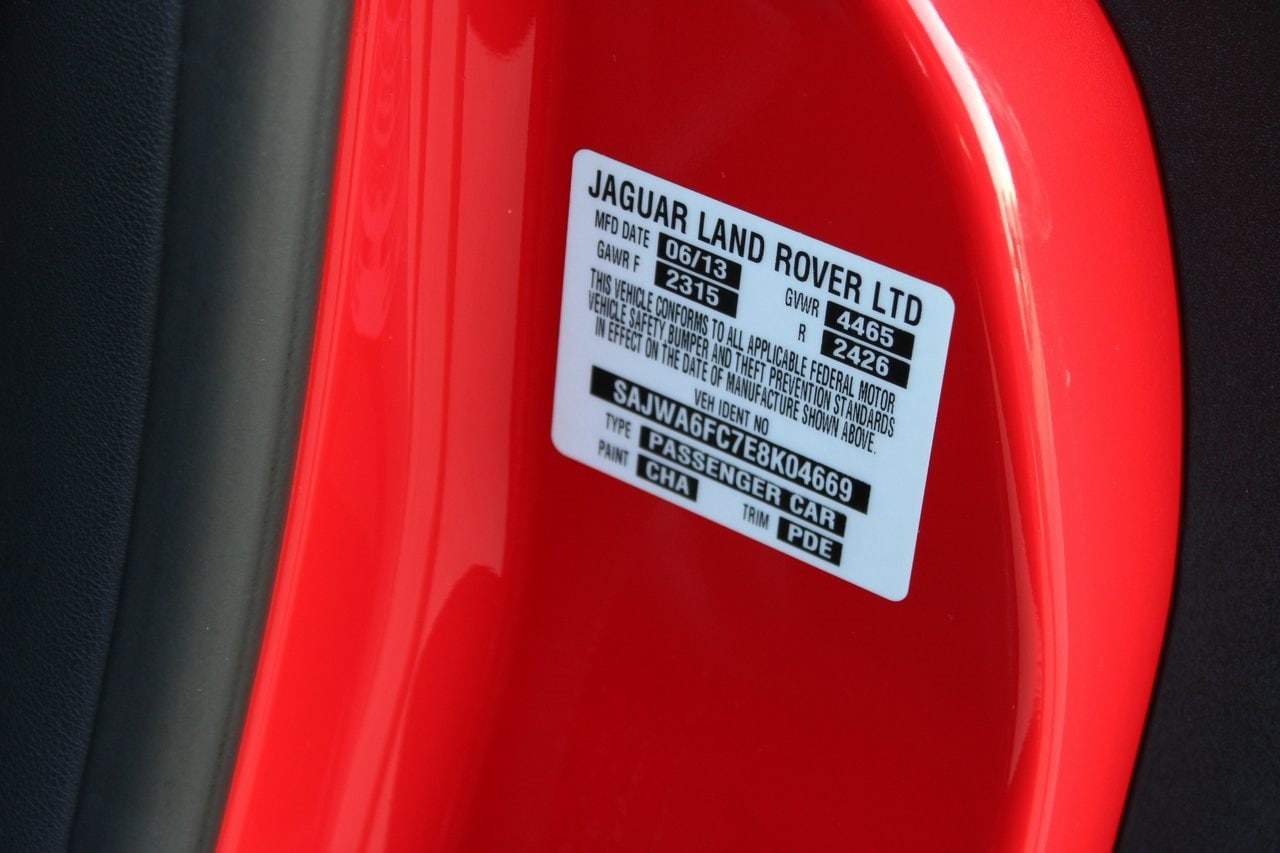 JAGUAR LAND ROVER LTD
MFD DATE 06/13 GVWR 4465
GAWR F 2315 R 2426
THIS VEHICLE CONFORMS TO ALL APPLICABLE FEDERAL MOTOR
VEHICLE SAFETY, BUMPER AND THEFT PREVENTION STANDARDS
IN EFFECT ON THE DATE OF MANUFACTURE SHOWN ABOVE.
VEH IDENT NO
SAJWA6FC7E8K04669
TYPE PASSENGER CAR
PAINT CHA TRIM PDE